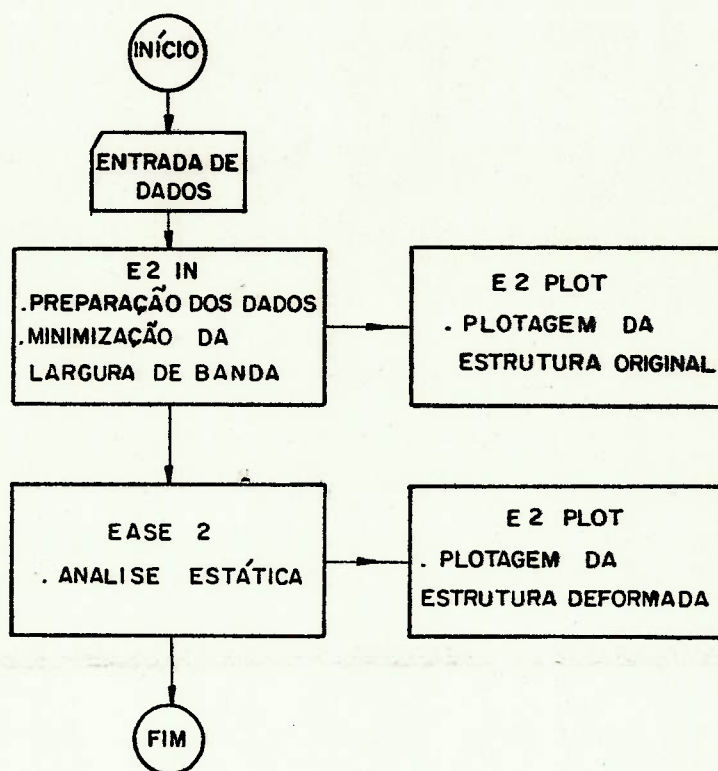 INÍCIO
ENTRADA DE
DADOS
E2 IN
.PREPARAÇÃO DOS DADOS
.MINIMIZAÇÃO DA
LARGURA DE BANDA
E 2 PLOT
. PLOTAGEM DA
ESTRUTURA ORIGINAL
EASE 2
. ANALISE ESTÁTICA
E 2 PLOT
. PLOTAGEM DA
ESTRUTURA DEFORMADA
FIM